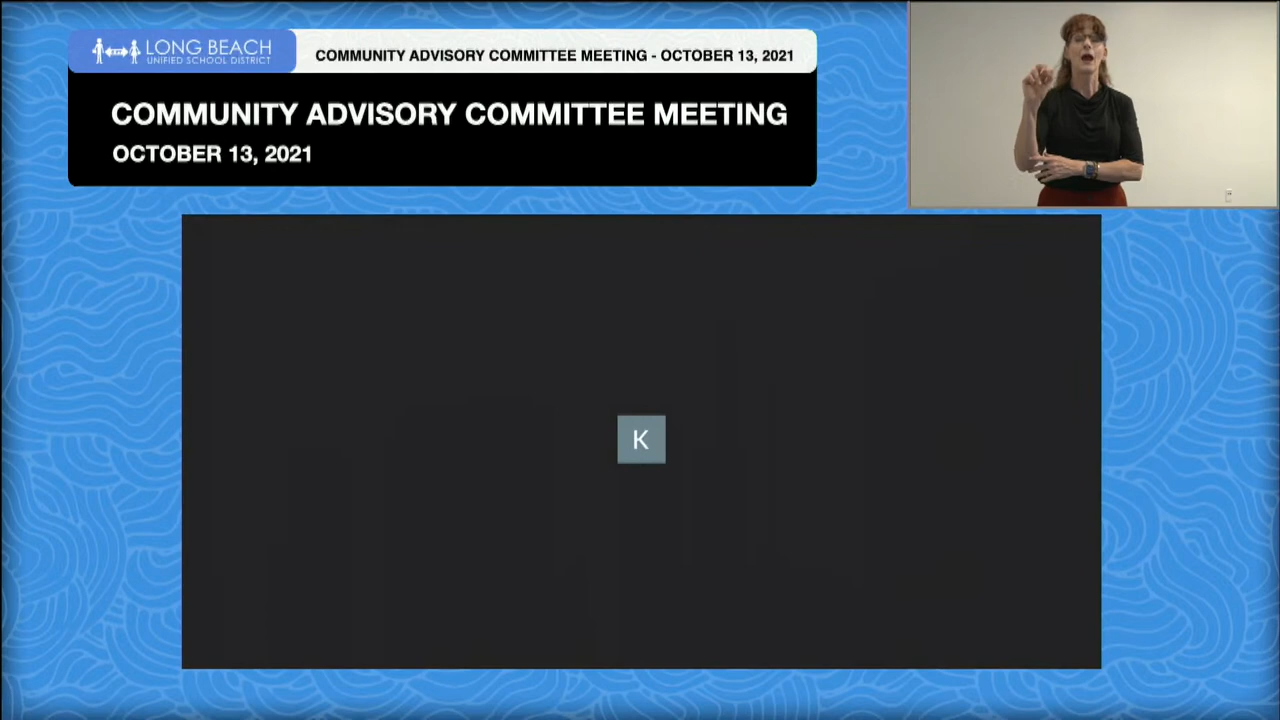 LONG BEACH
UNIFIED SCHOOL DISTRICT
COMMUNITY ADVISORY COMMITTEE MEETING - OCTOBER 13, 2021
COMMUNITY ADVISORY COMMITTEE MEETING
OCTOBER 13, 2021
K